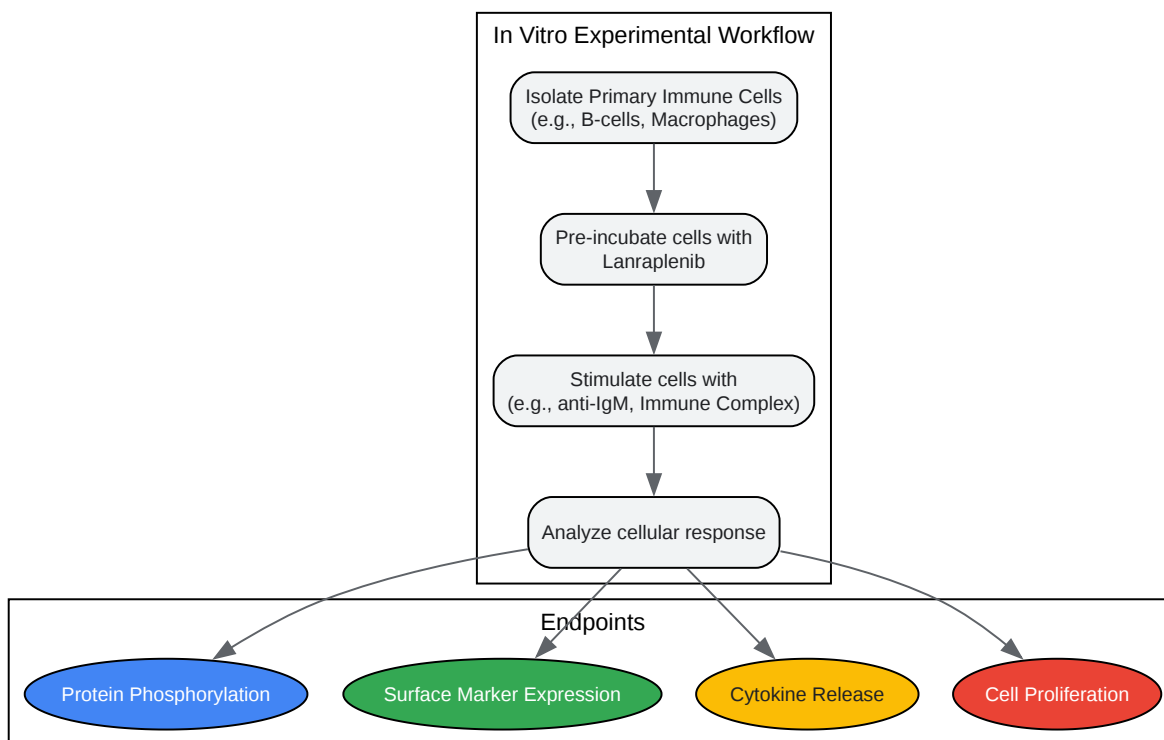 In Vitro Experimental Workflow
Isolate Primary Immune Cells
(e.g., B-cells, Macrophages)
Pre-incubate cells with
Lanraplenib
Stimulate cells with
(e.g., anti-IgM, Immune Complex)
Analyze cellular response
Endpoints
Protein Phosphorylation
Surface Marker Expression
Cytokine Release
Cell Proliferation